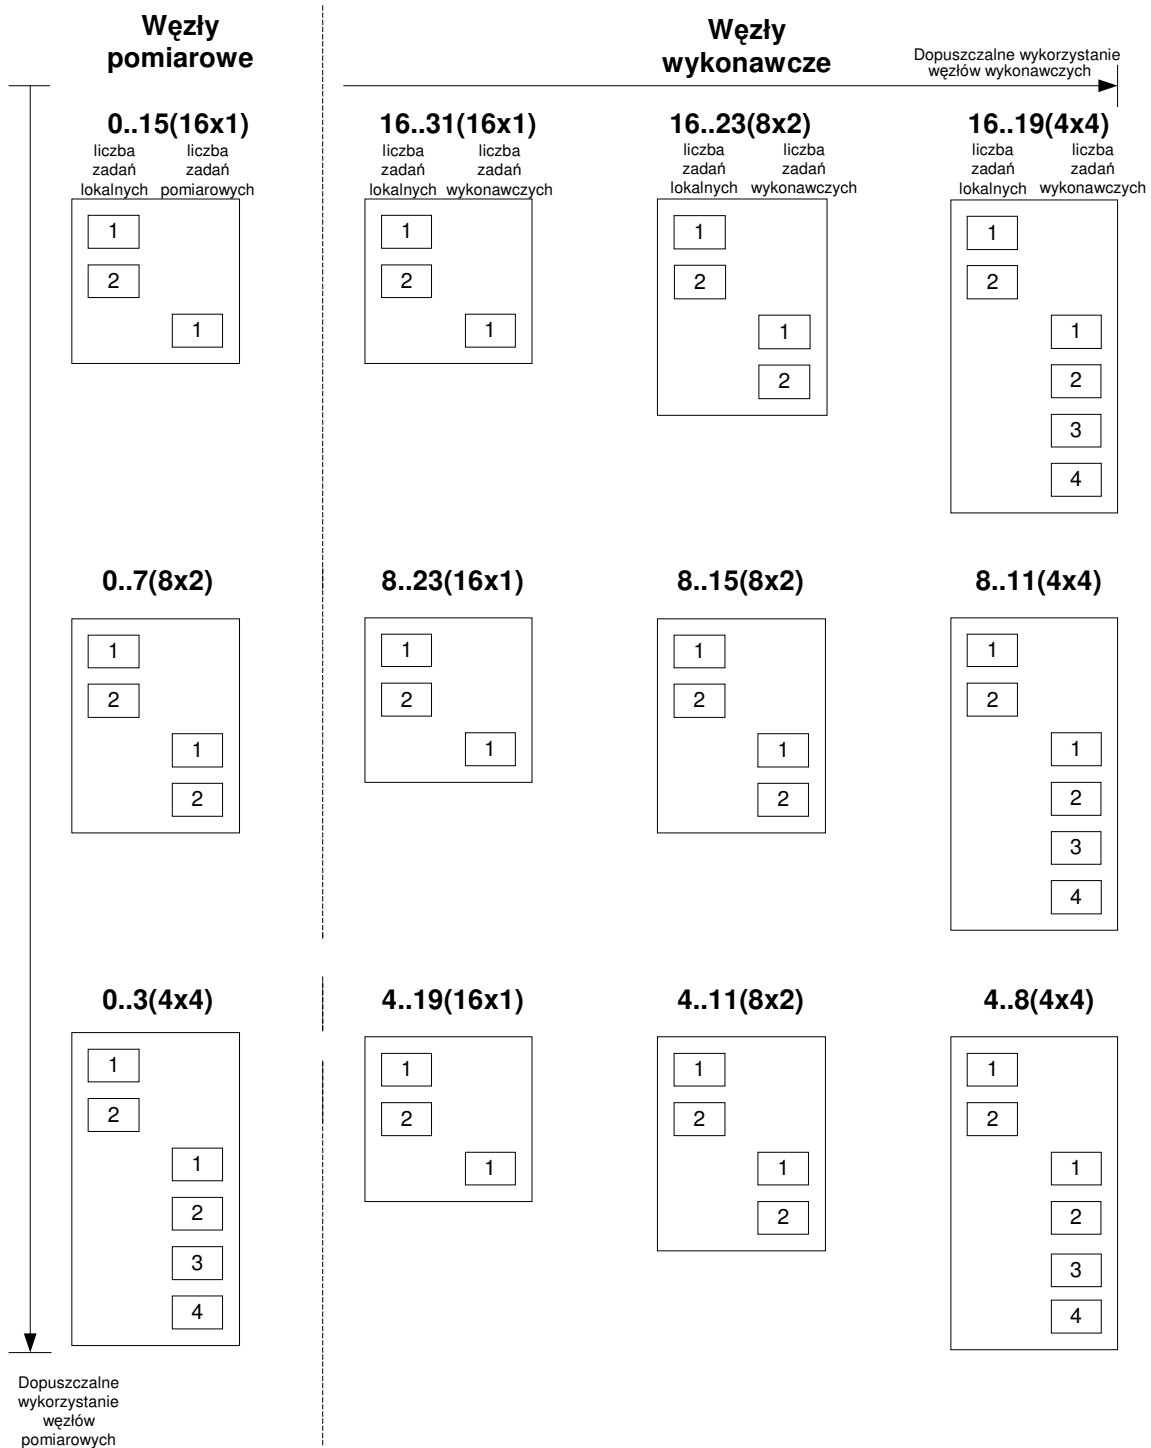 Węzły
pomiarowe
Węzły
wykonawcze
Dopuszczalne wykorzystanie
węzłów wykonawczych
0..15(16x1)
liczba
zadań
lokalnych
liczba
zadań
pomiarowych
1
2
1
16..31(16x1)
liczba
zadań
lokalnych
liczba
zadań
wykonawczych
1
2
1
16..23(8x2)
liczba
zadań
lokalnych
liczba
zadań
wykonawczych
1
2
1
2
16..19(4x4)
liczba
zadań
lokalnych
liczba
zadań
wykonawczych
1
2
1
2
3
4
0..7(8x2)
1
2
1
2
8..23(16x1)
1
2
1
8..15(8x2)
1
2
1
2
8..11(4x4)
1
2
1
2
3
4
0..3(4x4)
1
2
1
2
3
4
4..19(16x1)
1
2
1
4..11(8x2)
1
2
1
2
4..8(4x4)
1
2
1
2
3
4
Dopuszczalne
wykorzystanie
węzłów
pomiarowych